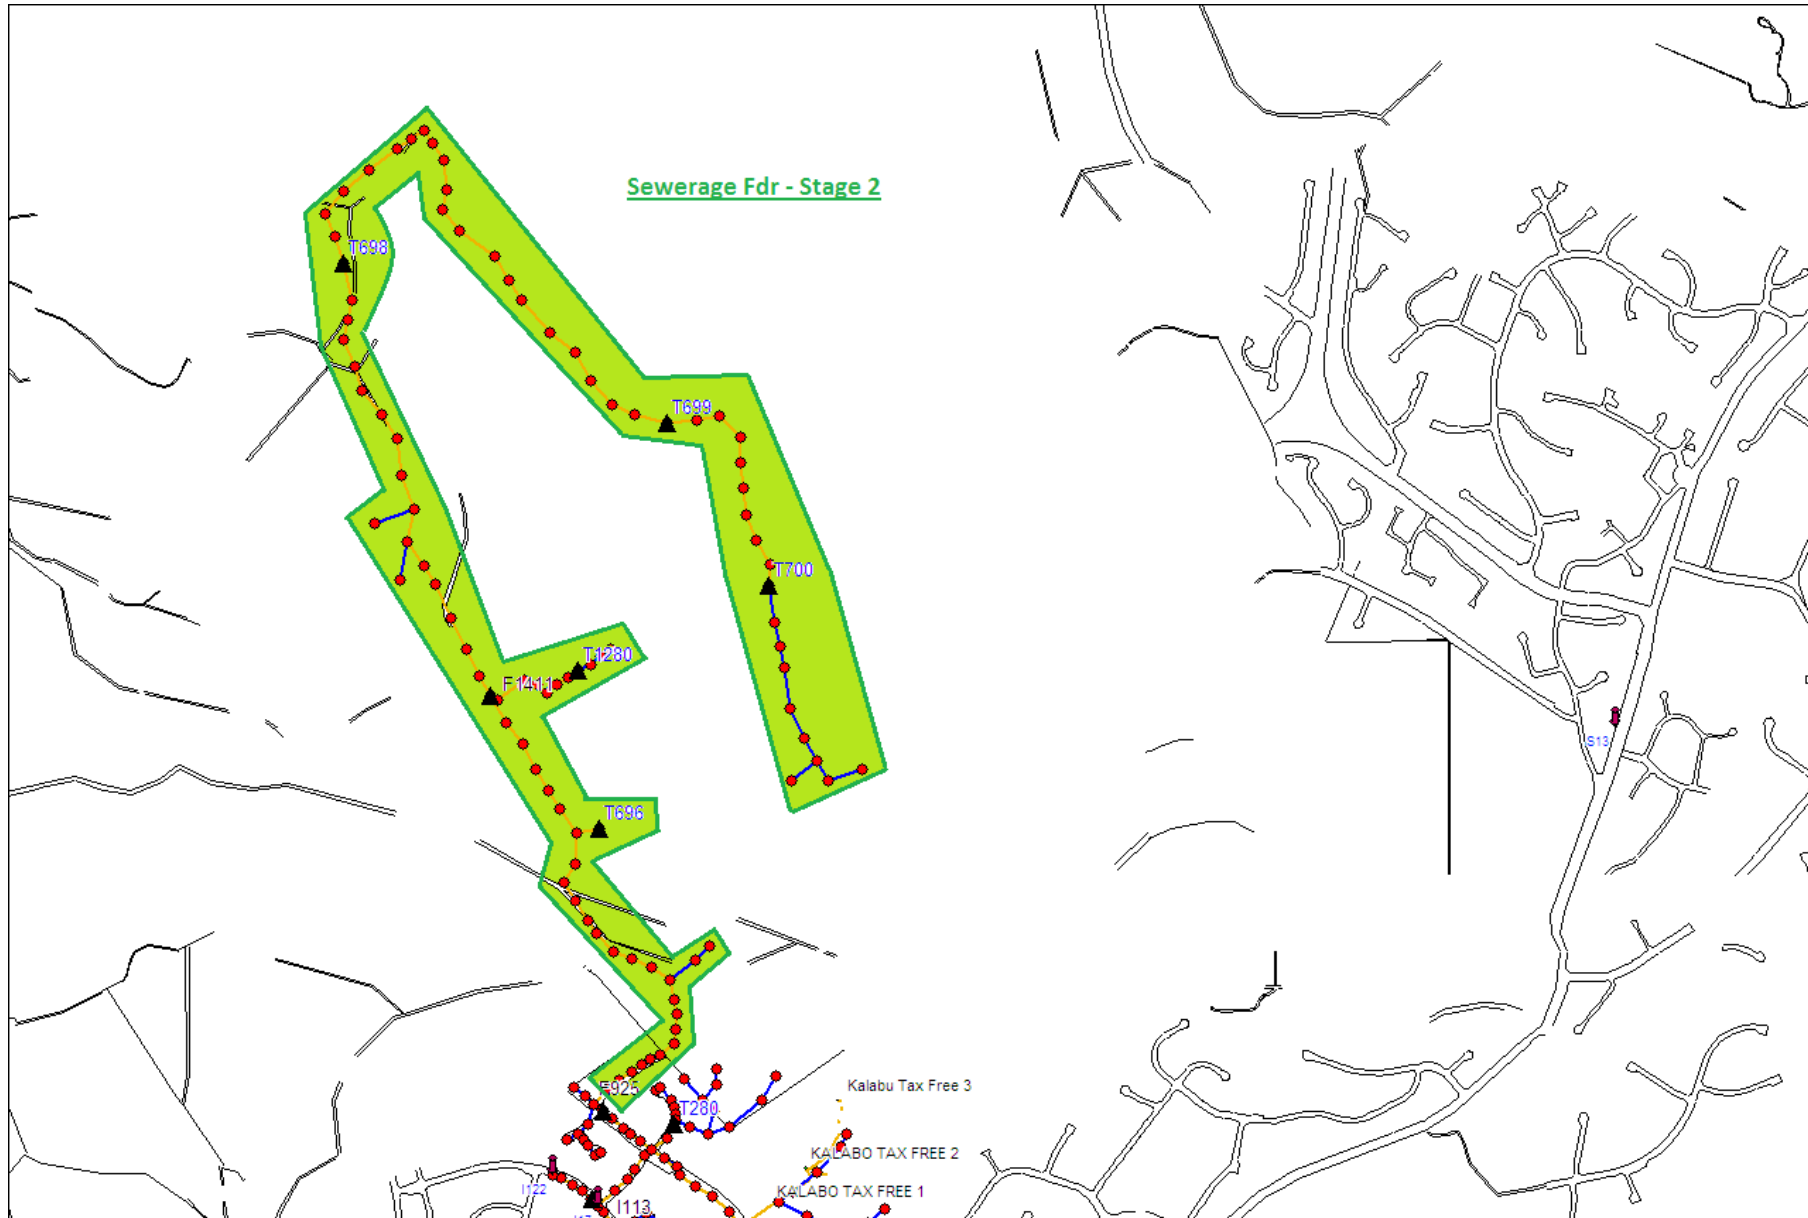 Sewerage Fdr - Stage 2
T698
T699
T700
T1280
F1411
S13
T696
Kalabu Tax Free 3
F925
T280
KALABO TAX FREE 2
I122
KALABO TAX FREE 1
I113